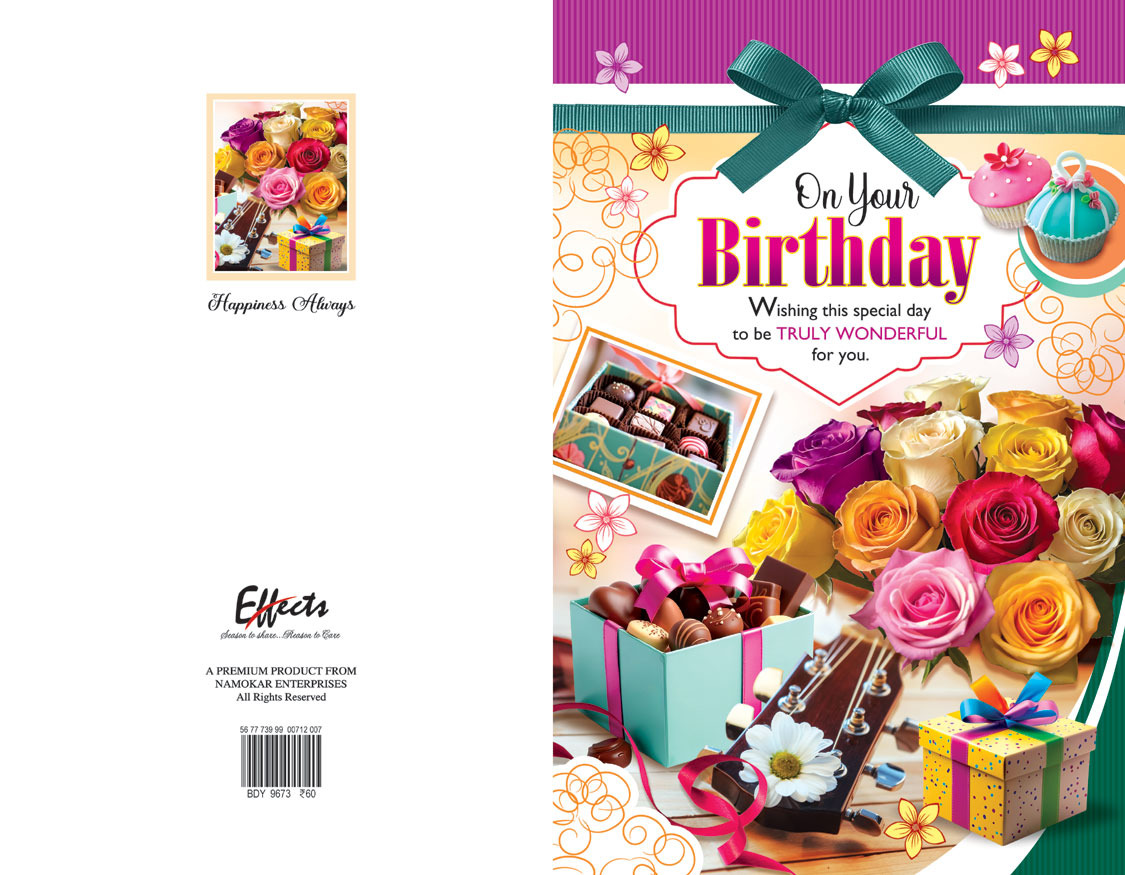 Happiness Always
Effects
Season to share...Reason to Care
A PREMIUM PRODUCT FROM
NAMOKAR ENTERPRISES
All Rights Reserved
56 77 739 99 00712 007
BDY 9673 ₹60
On Your
Birthday
Wishing this special day
to be TRULY WONDERFUL
for you.